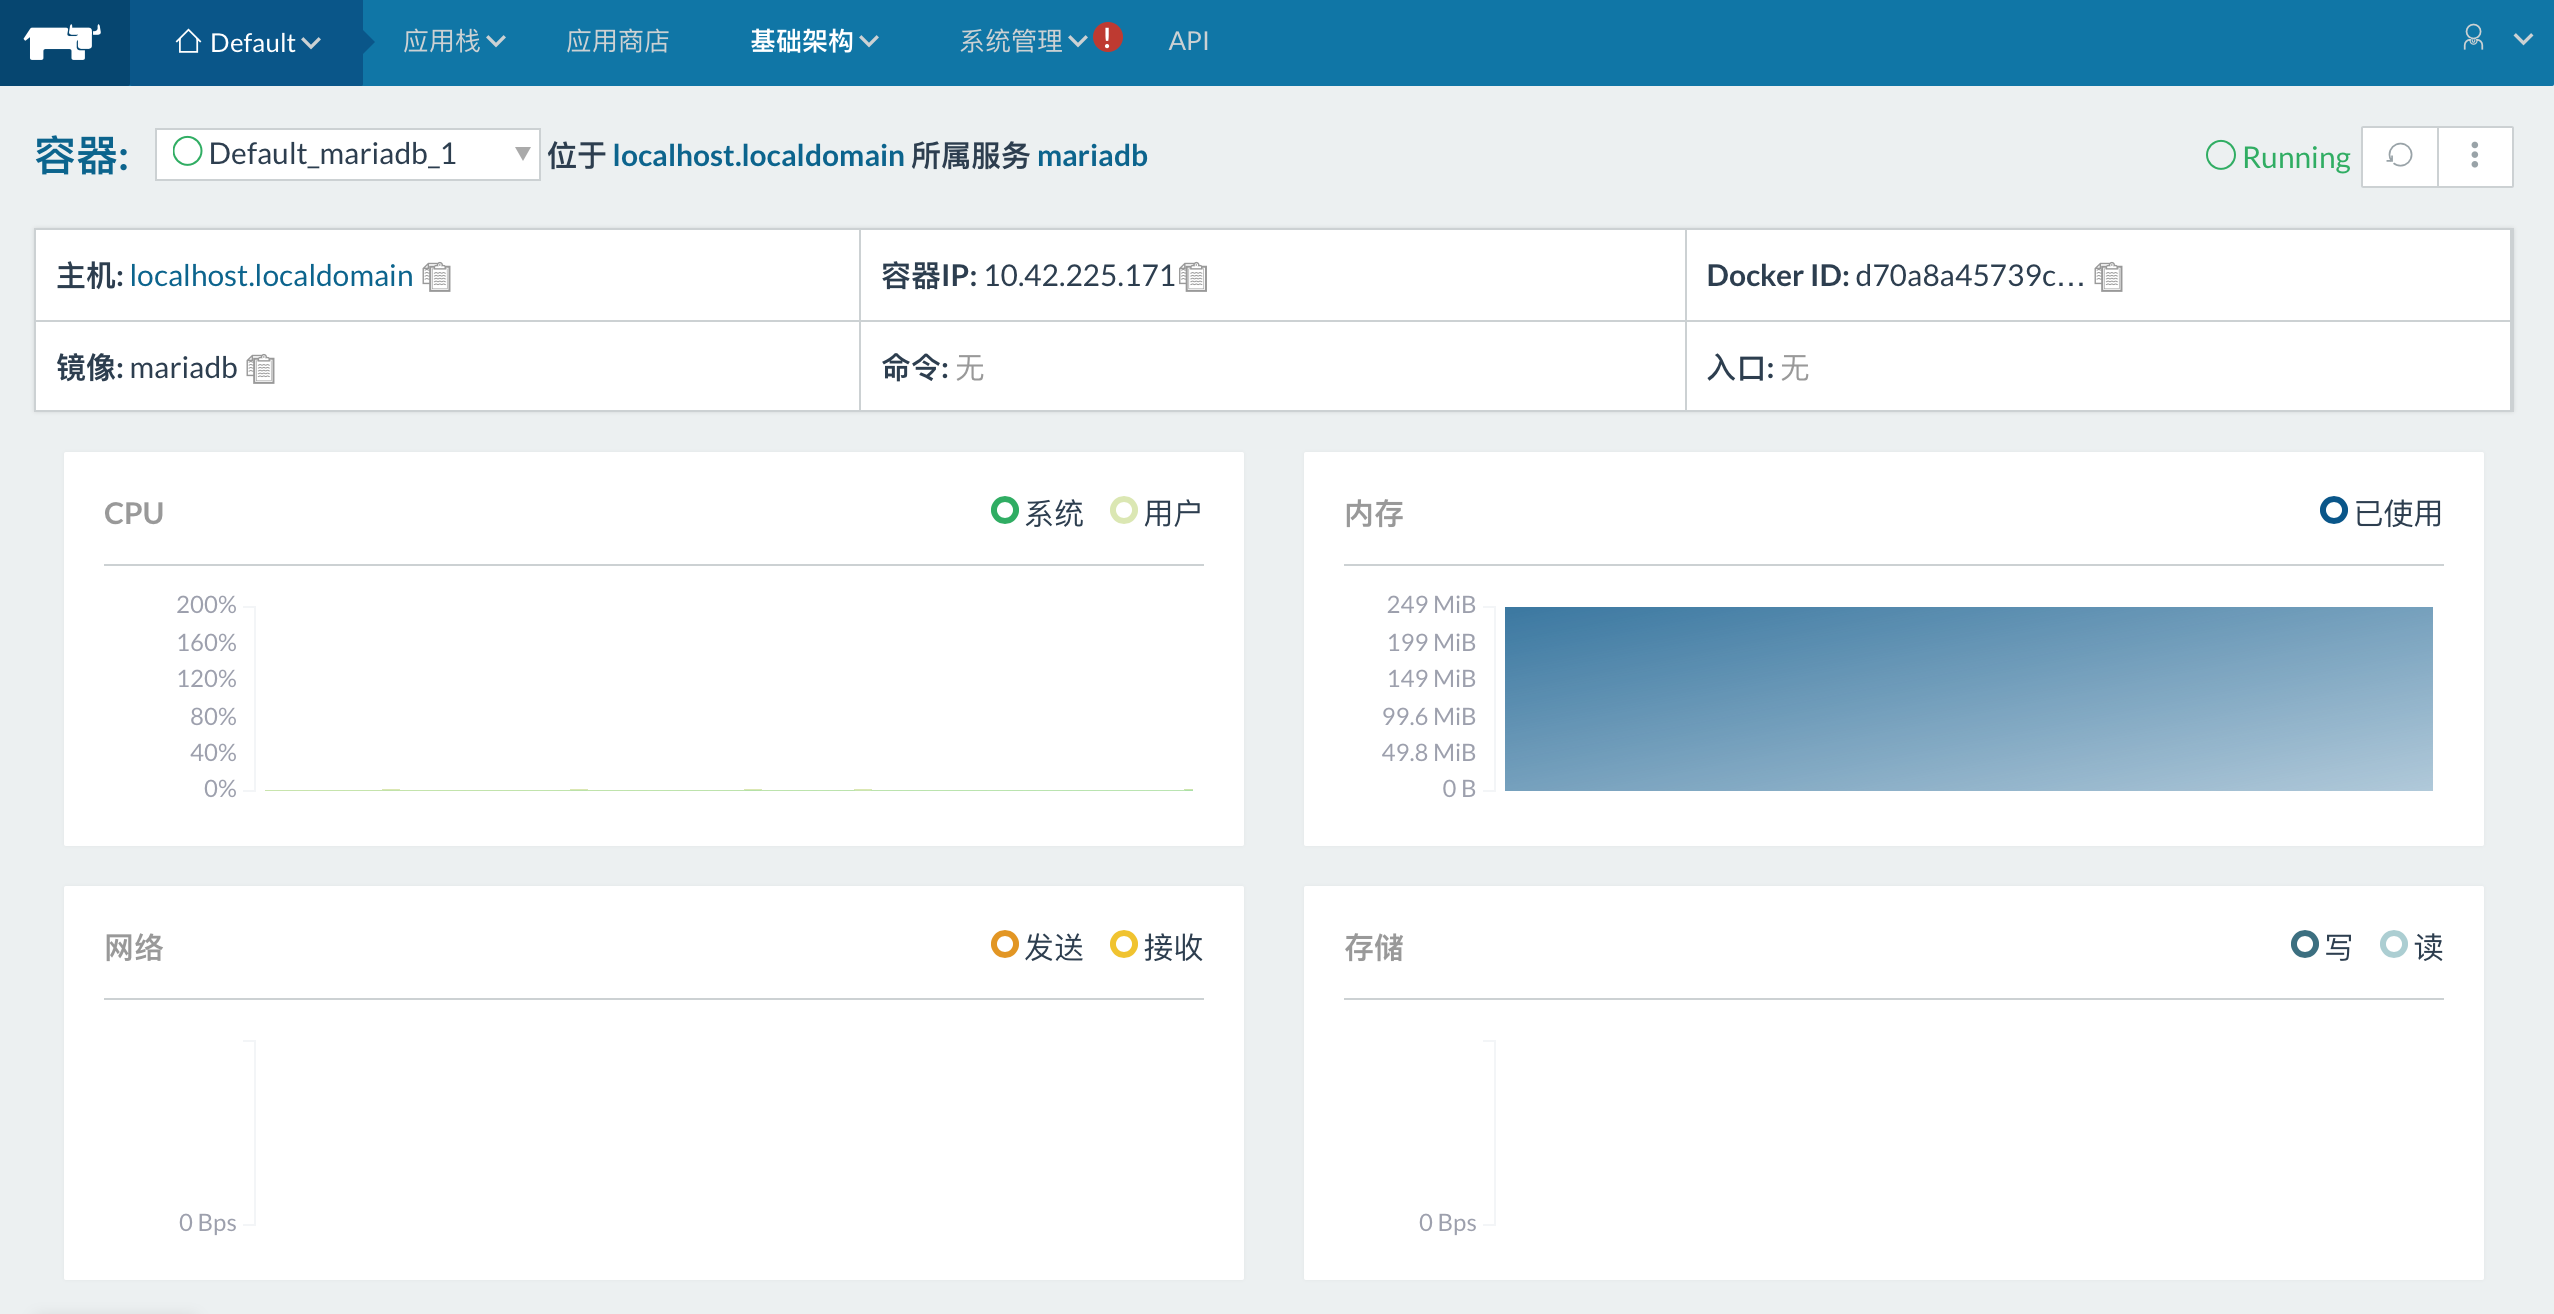 Default 应用栈 应用商店 基础架构 系统管理 ! API
容器: Default_mariadb_1 位于 localhost.localdomain 所属服务 mariadb Running
主机: localhost.localdomain 容器IP: 10.42.225.171 Docker ID: d70a8a45739c...
镜像: mariadb 命令: 无 入口: 无
CPU 系统 用户
200%
160%
120%
80%
40%
0%
内存 已使用
249 MiB
199 MiB
149 MiB
99.6 MiB
49.8 MiB
0 B
网络 发送 接收
0 Bps
存储 写 读
0 Bps